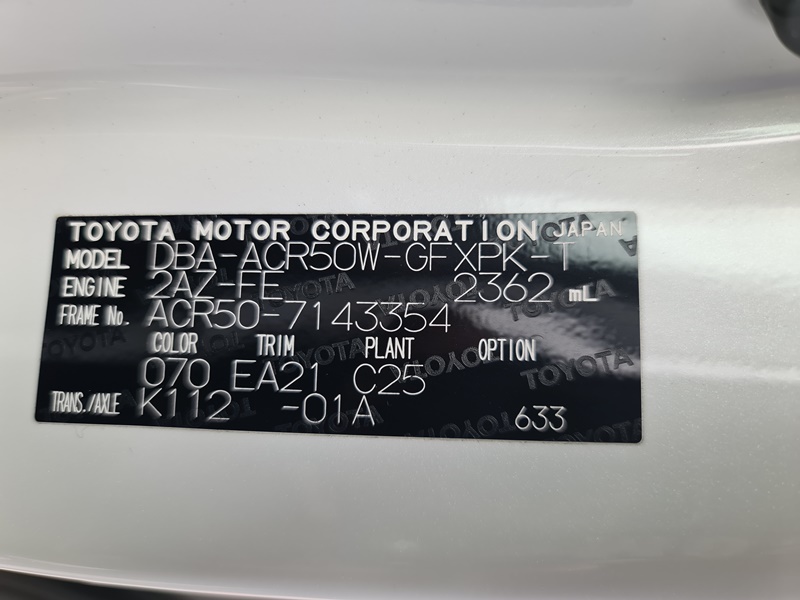 TOYOTA MOTOR CORPORATION JAPAN
MODEL DBA-ACR50W-GFXPK-T
ENGINE 2AZ-FE 2362 mL
FRAME No. ACR50-7143354
COLOR TRIM PLANT OPTION
070 EA21 C25
TRANS./AXLE K112 -01A 633